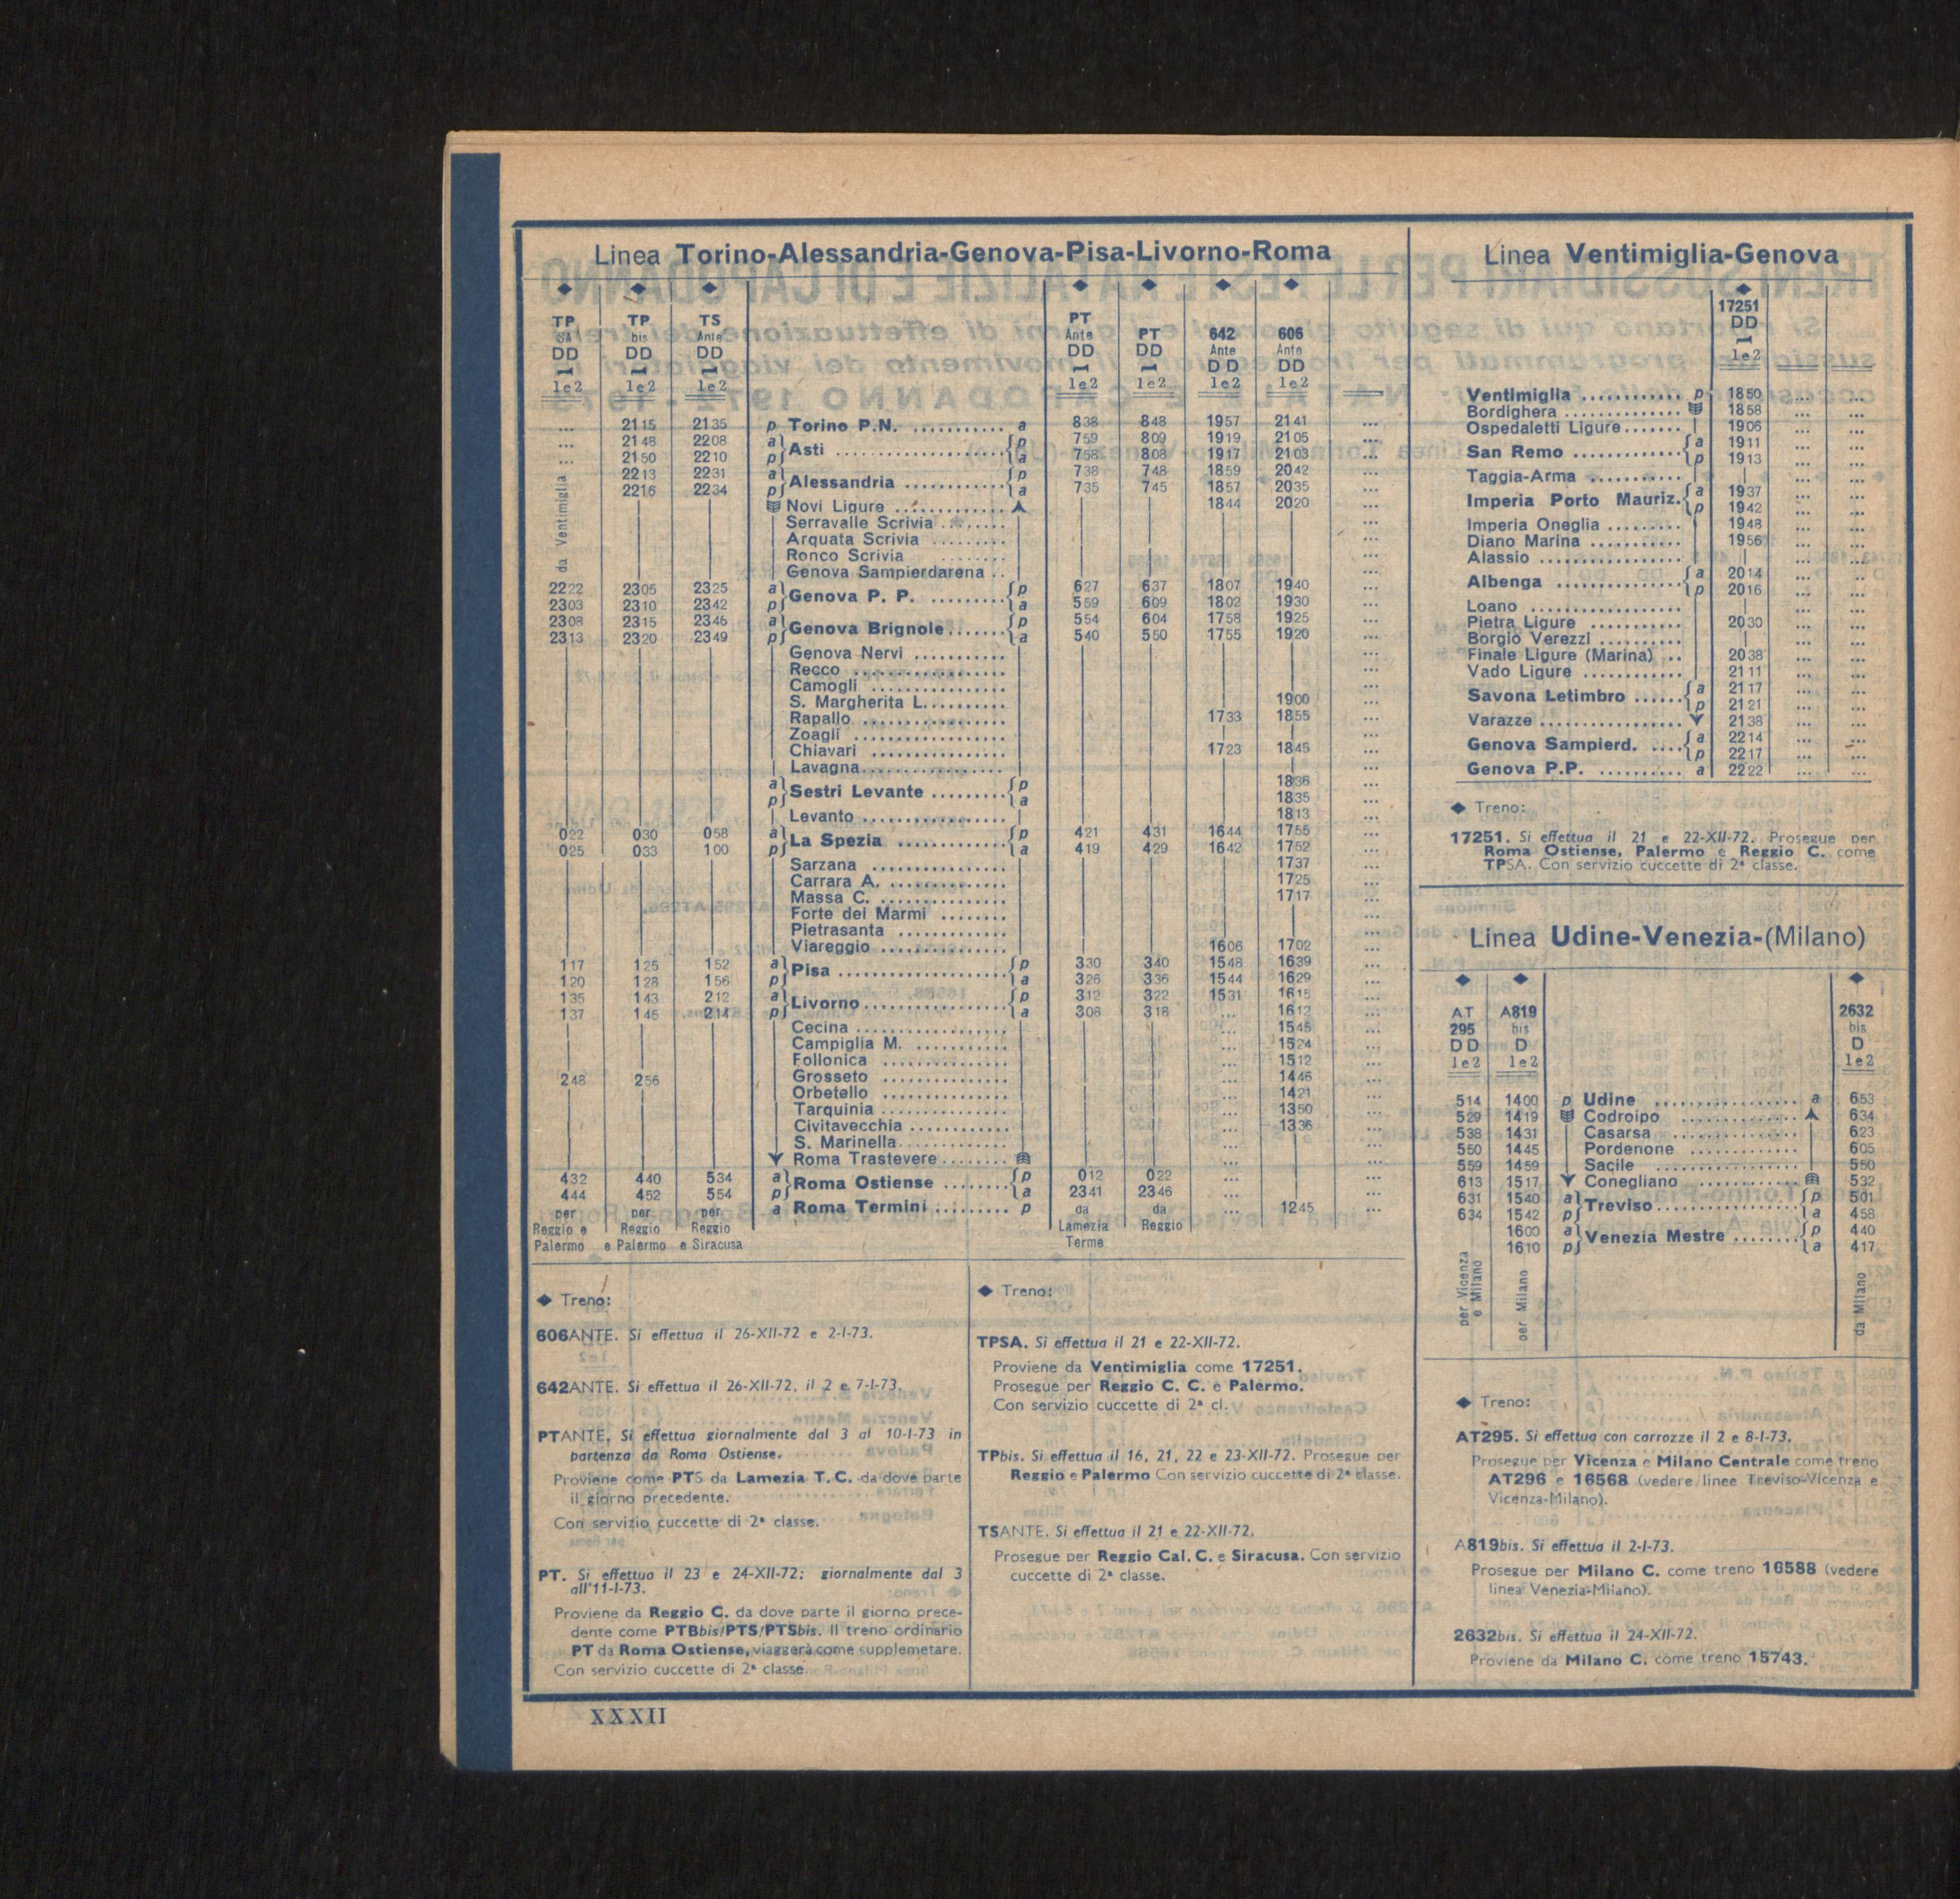 Linea Torino-Alessandria-Genova-Pisa-Livorno-Roma
◆ ◆ ◆ ◆ ◆ ◆ ◆
TP TP TS PT PT 642 606
SA bis Ante Ante Ante Ante
DD DD DD DD DD DD DD
1e2 1e2 1e2 1e2 1e2 1e2 1e2
... 2115 2135 p Torino P.N. ........... a 838 848 1957 2141 ...
... 2148 2208 a Asti .................... p 759 809 1919 2105 ...
... 2150 2210 p a 758 808 1917 2103 ...
da Ventimiglia
2213 2231 a Alessandria ............ p 738 748 1859 2042 ...
2216 2234 p a 735 745 1857 2035 ...
Novi Ligure ............. 1844 2020 ...
Serravalle Scrivia ........ ...
Arquata Scrivia ......... ...
Ronco Scrivia ......... ...
Genova Sampierdarena .. ...
2222 2305 2325 a Genova P. P. ......... p 627 637 1807 1940 ...
2303 2310 2342 p a 559 609 1802 1930 ...
2308 2315 2346 a Genova Brignole ....... p 554 604 1758 1925 ...
2313 2320 2349 p a 540 550 1755 1920 ...
Genova Nervi ........... ...
Recco .................. ...
Camogli ................ ...
S. Margherita L. ......... 1900 ...
Rapallo ................. 1733 1855 ...
Zoagli .................. ...
Chiavari ................ 1723 1845 ...
Lavagna ................. ...
a Sestri Levante ......... p 1836 ...
p a 1835 ...
Levanto ................. 1813 ...
022 030 058 a La Spezia ............. p 421 431 1644 1755 ...
025 033 100 p a 419 429 1642 1752 ...
Sarzana ................ 1737 ...
Carrara A. .............. 1725 ...
Massa C. ............... 1717 ...
Forte dei Marmi ........ ...
Pietrasanta ............. ...
Viareggio ............... 1606 1702 ...
117 125 152 a Pisa ..................... p 330 340 1548 1639 ...
120 128 156 p a 326 336 1544 1629 ...
135 143 212 a Livorno ................. p 312 322 1531 1615 ...
137 145 214 p a 308 318 ... 1612 ...
Cecina .................. ... 1545 ...
Campiglia M. ........... ... 1524 ...
Follonica ............... ... 1512 ...
248 256 Grosseto ............... ... 1446 ...
Orbetello ............... ... 1421 ...
Tarquinia ............... ... 1350 ...
Civitavecchia ............ ... 1336 ...
S. Marinella ............. ... ...
Roma Trastevere ........ ... ...
432 440 534 a Roma Ostiense ........ p 012 022 ... ...
444 452 554 p a 2341 2346 ... ...
per per per a Roma Termini ......... p da da ... 1245 ...
Reggio e Reggio Reggio Lamezia Reggio
Palermo e Palermo e Siracusa Terme
◆ Treno:
606ANTE. Si effettua il 26-XII-72 e 2-I-73.
642ANTE. Si effettua il 26-XII-72, il 2 e 7-I-73.
PTANTE. Si effettua giornalmente dal 3 al 10-I-73 in
partenza da Roma Ostiense.
Proviene come PTS da Lamezia T. C. da dove parte
il giorno precedente.
Con servizio cuccette di 2ª classe.
PT. Si effettua il 23 e 24-XII-72; giornalmente dal 3
all'11-I-73.
Proviene da Reggio C. da dove parte il giorno prece-
dente come PTBbis/PTS/PTSbis. Il treno ordinario
PT da Roma Ostiense, viaggerà come supplemetare.
Con servizio cuccette di 2ª classe.
◆ Treno:
TPSA. Si effettua il 21 e 22-XII-72.
Proviene da Ventimiglia come 17251.
Prosegue per Reggio C. C. e Palermo.
Con servizio cuccette di 2ª cl.
TPbis. Si effettua il 16, 21, 22 e 23-XII-72. Prosegue per
Reggio e Palermo Con servizio cuccette di 2ª classe.
TSANTE. Si effettua il 21 e 22-XII-72.
Prosegue per Reggio Cal. C. e Siracusa. Con servizio
cuccette di 2ª classe.
Linea Ventimiglia-Genova
◆
17251
DD
1e2
Ventimiglia ............ p 1850 ... ...
Bordighera ............. 1858 ... ...
Ospedaletti Ligure ....... 1906 ... ...
San Remo ............ a 1911 ... ...
p 1913 ... ...
Taggia-Arma ........... ... ...
Imperia Porto Mauriz. a 1937 ... ...
p 1942 ... ...
Imperia Oneglia ......... 1948 ... ...
Diano Marina ........... 1956 ... ...
Alassio ................. ... ...
Albenga .............. a 2014 ... ..
p 2016 ... ...
Loano .................. ... ...
Pietra Ligure ........... 2030 ... ...
Borgio Verezzi .......... ... ...
Finale Ligure (Marina) .. 2038 ... ...
Vado Ligure ............ 2111 ... ...
Savona Letimbro ...... a 2117 ... ...
p 2121 ... ...
Varazze ................. 2138 ... ...
Genova Sampierd. .... a 2214 ... ...
p 2217 ... ...
Genova P.P. .......... a 2222 ... ...
◆ Treno:
17251. Si effettua il 21 e 22-XII-72. Prosegue per
Roma Ostiense, Palermo e Reggio C. come
TPSA. Con servizio cuccette di 2ª classe.
Linea Udine-Venezia-(Milano)
◆ ◆ ◆
AT A819 2632
295 bis bis
DD D D
1e2 1e2 1e2
514 1400 p Udine ................. a 653
529 1419 Codroipo ............... 634
538 1431 Casarsa ............... 623
550 1445 Pordenone ............ 605
559 1459 Sacile ................. 550
613 1517 Conegliano ............ 532
631 1540 a Treviso ................. p 501
634 1542 p a 458
1600 a Venezia Mestre ........ p 440
1610 p a 417
per Vicenza
e Milano
per Milano
da Milano
◆ Treno:
AT295. Si effettua con carrozze il 2 e 8-I-73.
Prosegue per Vicenza e Milano Centrale come treno
AT296 e 16568 (vedere linee Treviso-Vicenza e
Vicenza-Milano).
A819bis. Si effettua il 2-I-73.
Prosegue per Milano C. come treno 16588 (vedere
linea Venezia-Milano).
2632bis. Si effettua il 24-XII-72.
Proviene da Milano C. come treno 15743.
XXXII